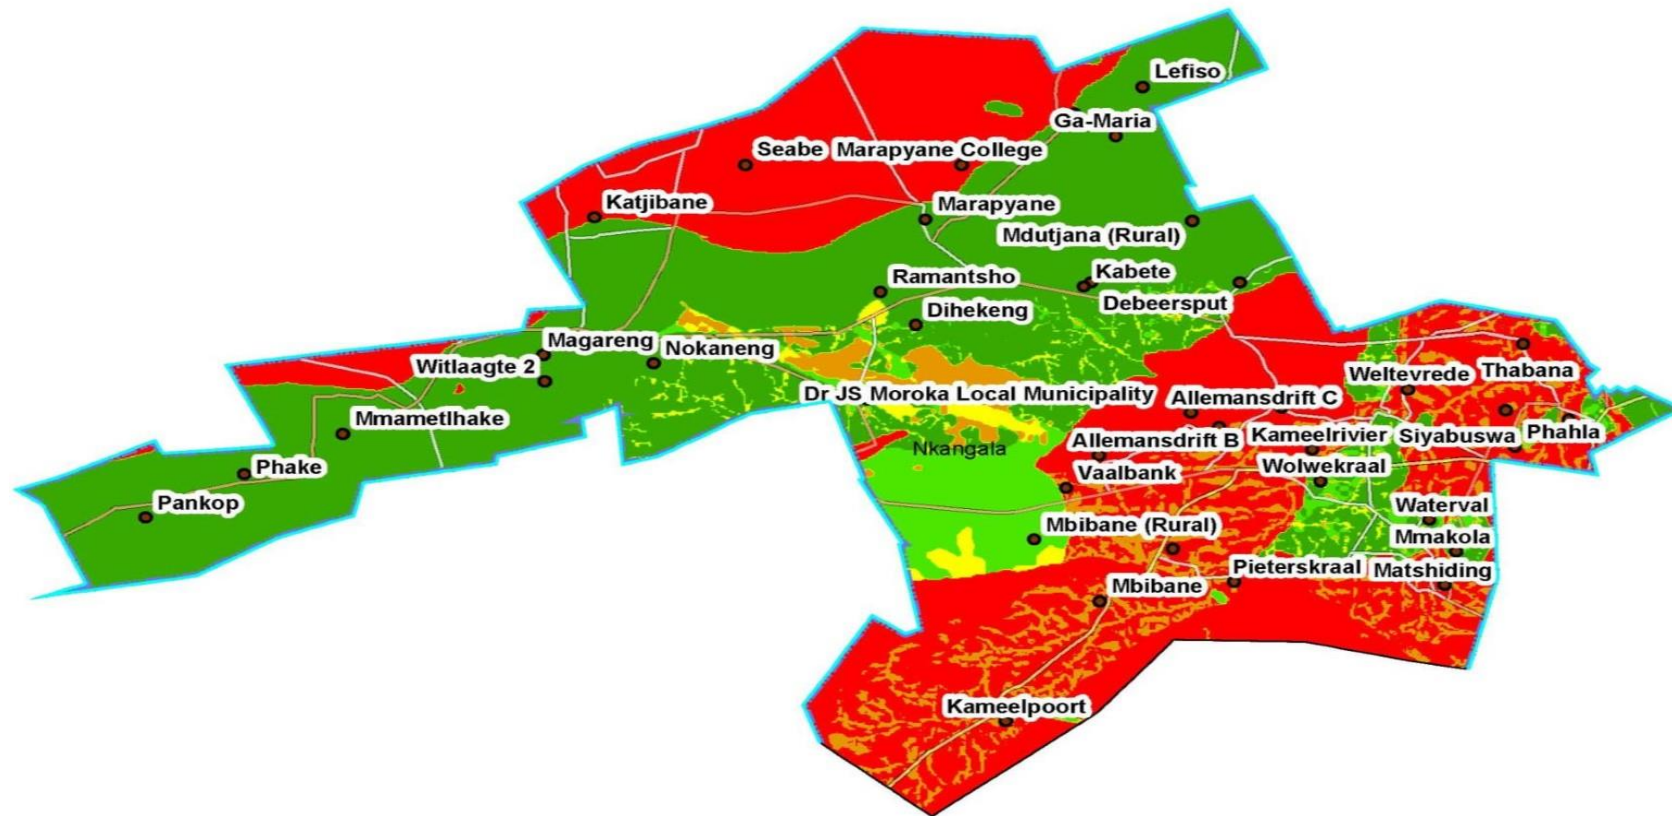 Lefiso
Ga-Maria
Seabe
Marapyane College
Katjibane
Marapyane
Mdutjana (Rural)
Ramantsho
Kabete
Dihekeng
Debeersput
Magareng
Nokaneng
Witlaagte 2
Weltevrede
Thabana
Dr JS Moroka Local Municipality
Allemansdrift C
Mmametlhake
Allemansdrift B
Kameelrivier
Siyabuswa
Phahla
Nkangala
Phake
Vaalbank
Wolwekraal
Pankop
Waterval
Mbibane (Rural)
Mmakola
Pieterskraal
Matshiding
Mbibane
Kameelpoort